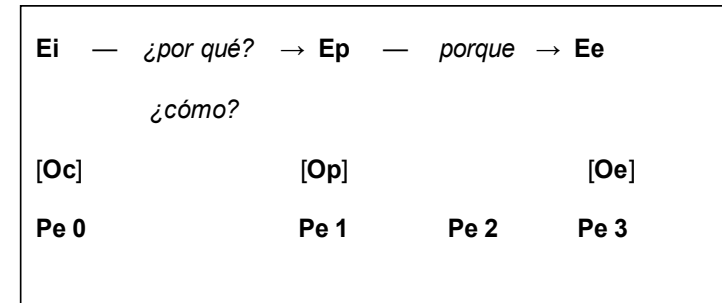 Ei — ¿por qué? → Ep — porque → Ee
¿cómo?
[Oc] [Op] [Oe]
Pe 0 Pe 1 Pe 2 Pe 3